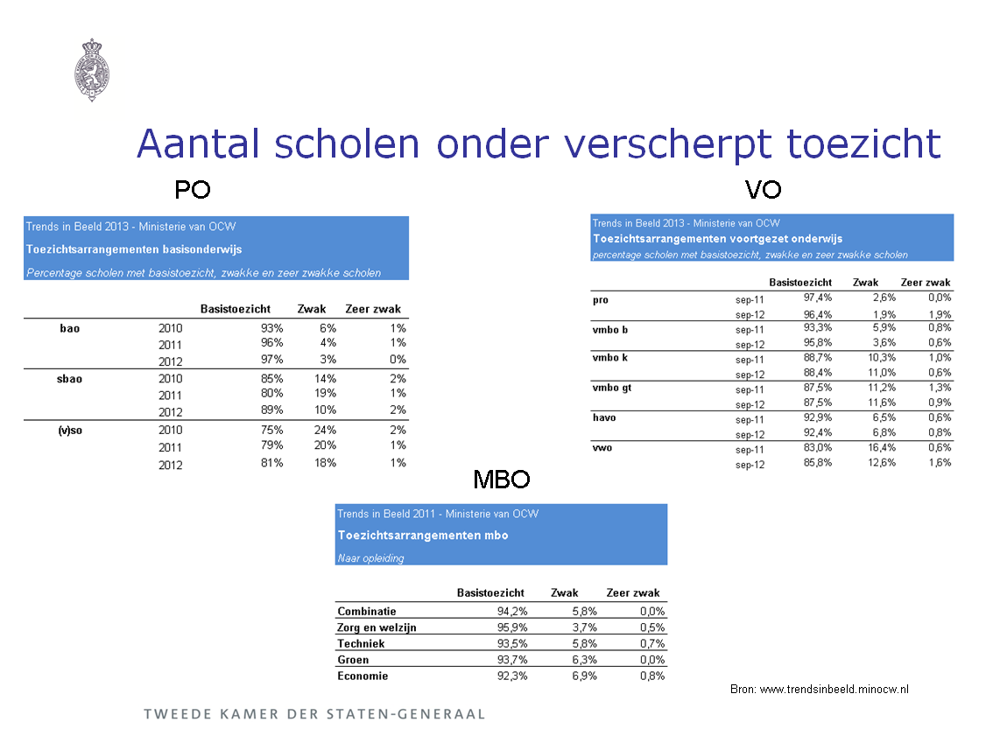 Aantal scholen onder verscherpt toezicht
PO
Trends in Beeld 2013 - Ministerie van OCW
Toezichtsarrangementen basisonderwijs
Percentage scholen met basistoezicht, zwakke en zeer zwakke scholen
Basistoezicht Zwak Zeer zwak
bao 2010 93% 6% 1%
2011 96% 4% 1%
2012 97% 3% 0%
sbao 2010 85% 14% 2%
2011 80% 19% 1%
2012 89% 10% 2%
(v)so 2010 75% 24% 2%
2011 79% 20% 1%
2012 81% 18% 1%
VO
Trends in Beeld 2013 - Ministerie van OCW
Toezichtsarrangementen voortgezet onderwijs
percentage scholen met basistoezicht, zwakke en zeer zwakke scholen
Basistoezicht Zwak Zeer zwak
pro sep-11 97,4% 2,6% 0,0%
sep-12 96,4% 1,9% 1,9%
vmbo b sep-11 93,3% 5,9% 0,8%
sep-12 95,8% 3,6% 0,6%
vmbo k sep-11 88,7% 10,3% 1,0%
sep-12 88,4% 11,0% 0,6%
vmbo gt sep-11 87,5% 11,2% 1,3%
sep-12 87,5% 11,6% 0,9%
havo sep-11 92,9% 6,5% 0,6%
sep-12 92,4% 6,8% 0,8%
vwo sep-11 83,0% 16,4% 0,6%
sep-12 85,8% 12,6% 1,6%
MBO
Trends in Beeld 2011 - Ministerie van OCW
Toezichtsarrangementen mbo
Naar opleiding
Basistoezicht Zwak Zeer zwak
Combinatie 94,2% 5,8% 0,0%
Zorg en welzijn 95,9% 3,7% 0,5%
Techniek 93,5% 5,8% 0,7%
Groen 93,7% 6,3% 0,0%
Economie 92,3% 6,9% 0,8%
Bron: www.trendsinbeeld.minocw.nl
TWEEDE KAMER DER STATEN-GENERAAL